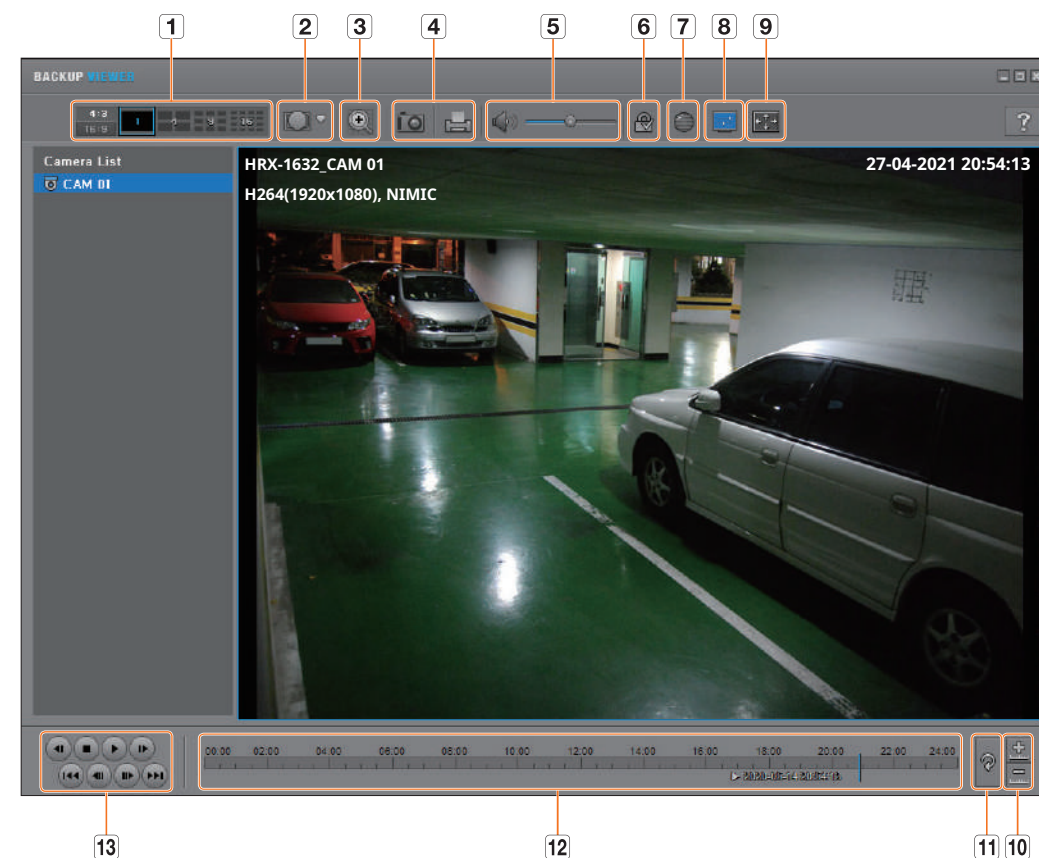 1 2 3 4 5 6 7 8 9
BACKUP VIEWER
4:3
16:9
1 4 9 16
?
Camera List
CAM 01
HRX-1632_CAM 01
27-04-2021 20:54:13
H264(1920x1080), NIMIC
00:00 02:00 04:00 06:00 08:00 10:00 12:00 14:00 16:00 18:00 20:00 22:00 24:00
13 12 11 10